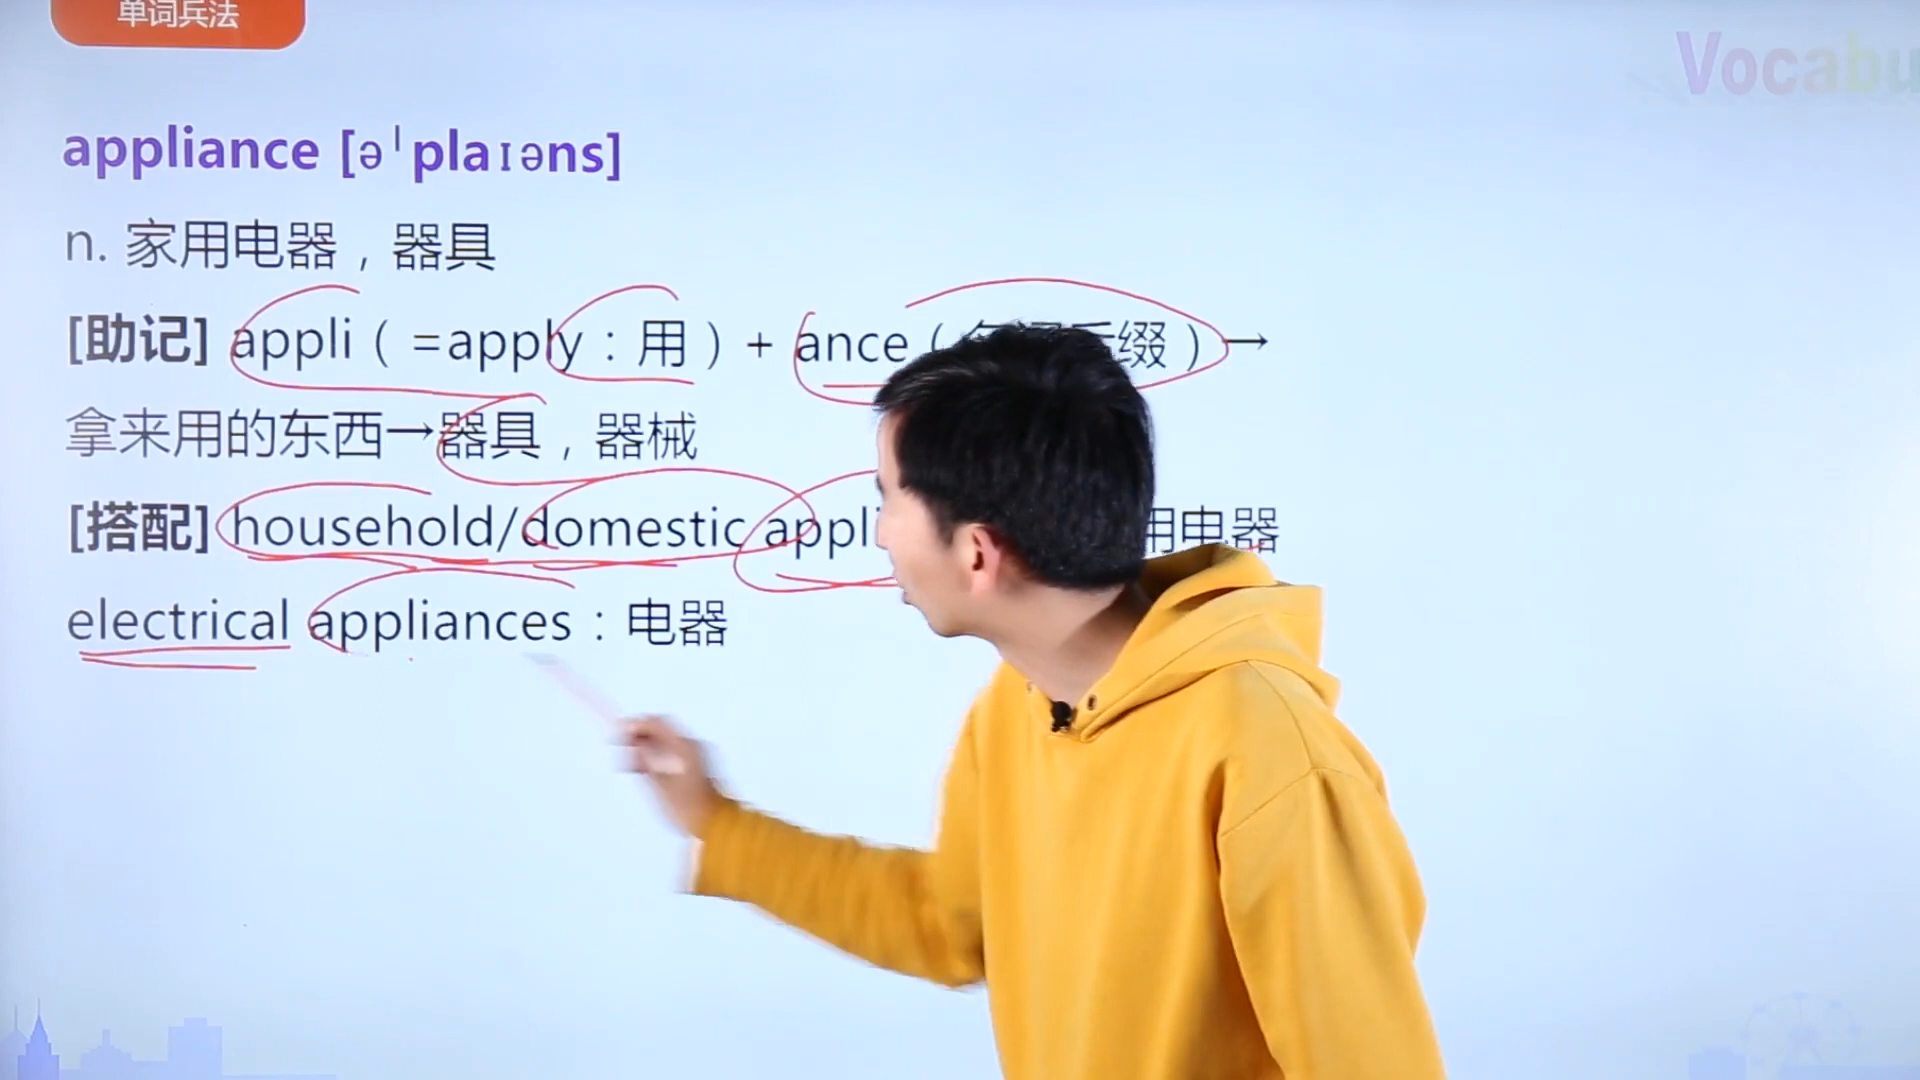 单词兵法
Vocabu
appliance [əˈplaɪəns]
n. 家用电器，器具
[助记] appli（=apply：用）+ ance（ 缀）→
拿来用的东西→器具，器械
[搭配] household/domestic appli 用电器
electrical appliances：电器